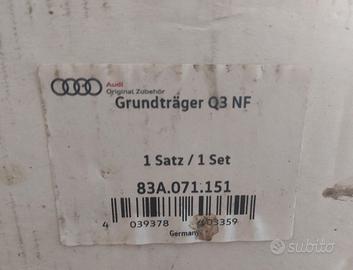 Audi
Original Zubehör
Grundträger Q3 NF
1 Satz / 1 Set
83A.071.151
4 039378 403359
Germany
subito